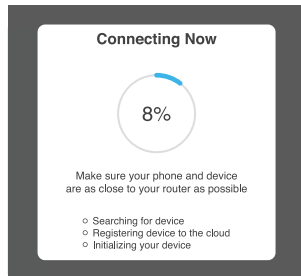 Connecting Now
8%
Make sure your phone and device
are as close to your router as possible
Searching for device
Registering device to the cloud
Initializing your device